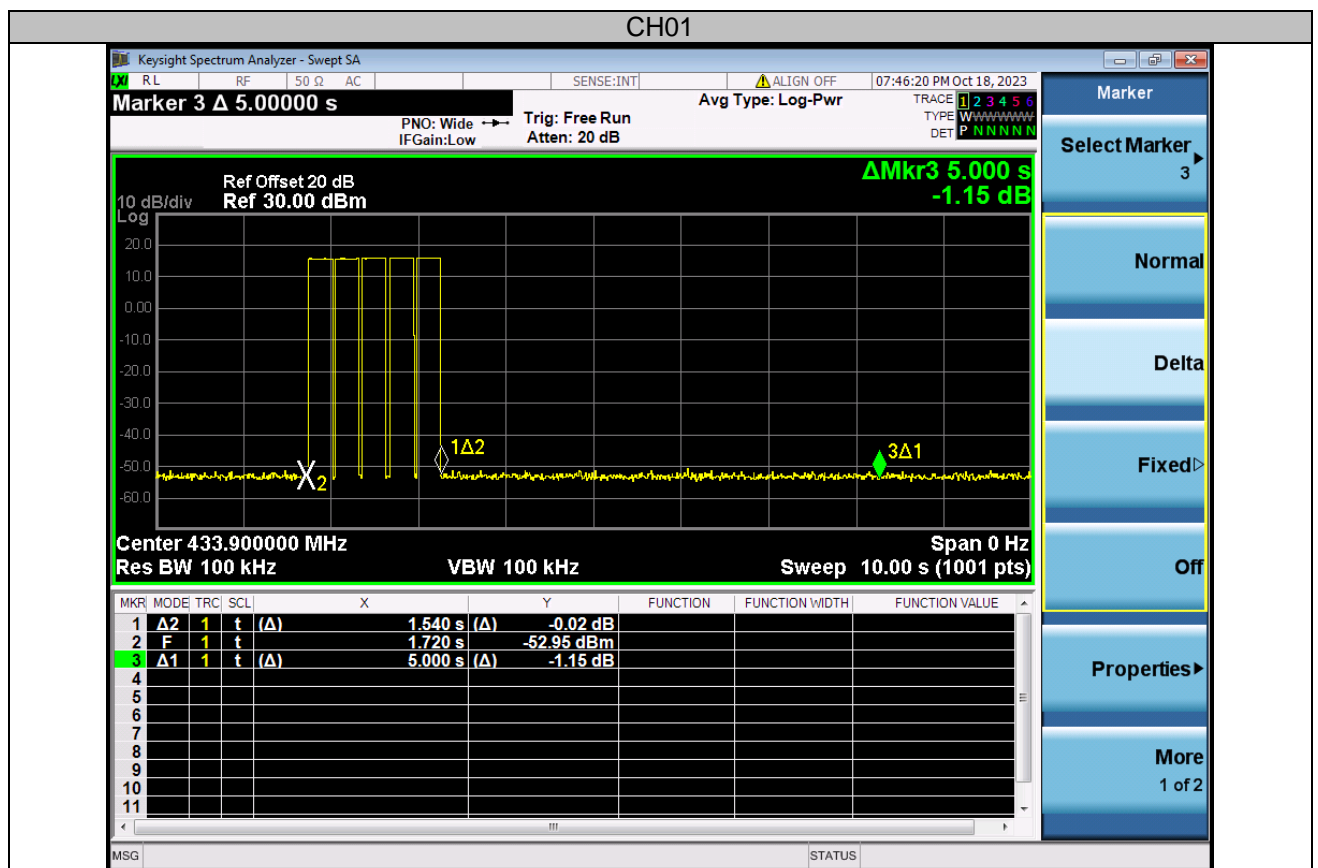 CH01
Keysight Spectrum Analyzer - Swept SA
LXI RL RF 50 Ω AC SENSE:INT ALIGN OFF 07:46:20 PM Oct 18, 2023
Marker 3 Δ 5.00000 s
PNO: Wide
IFGain:Low
Trig: Free Run
Atten: 20 dB
Avg Type: Log-Pwr
TRACE 1 2 3 4 5 6
TYPE WWWWWWW
DET P N N N N N
ΔMkr3 5.000 s
-1.15 dB
Ref Offset 20 dB
10 dB/div Ref 30.00 dBm
Log
20.0
10.0
0.00
-10.0
-20.0
-30.0
-40.0
-50.0
-60.0
1Δ2
X2
3Δ1
Center 433.900000 MHz Span 0 Hz
Res BW 100 kHz VBW 100 kHz Sweep 10.00 s (1001 pts)
MKR MODE TRC SCL X Y FUNCTION FUNCTION WIDTH FUNCTION VALUE
1 Δ2 1 t (Δ) 1.540 s (Δ) -0.02 dB
2 F 1 t 1.720 s -52.95 dBm
3 Δ1 1 t (Δ) 5.000 s (Δ) -1.15 dB
4
5
6
7
8
9
10
11
MSG STATUS
Marker
Select Marker
3
Normal
Delta
Fixed
Off
Properties
More
1 of 2